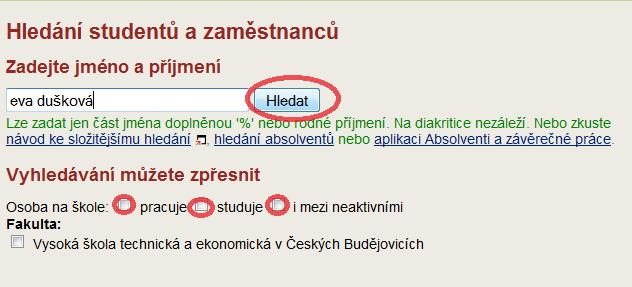 Hledání studentů a zaměstnanců
Zadejte jméno a příjmení
eva dušková Hledat
Lze zadat jen část jména doplněnou '%' nebo rodné příjmení. Na diakritice nezáleží. Nebo zkuste
návod ke složitějšímu hledání, hledání absolventů nebo aplikaci Absolventi a závěrečné práce.
Vyhledávání můžete zpřesnit
Osoba na škole: pracuje studuje i mezi neaktivními
Fakulta:
Vysoká škola technická a ekonomická v Českých Budějovicích